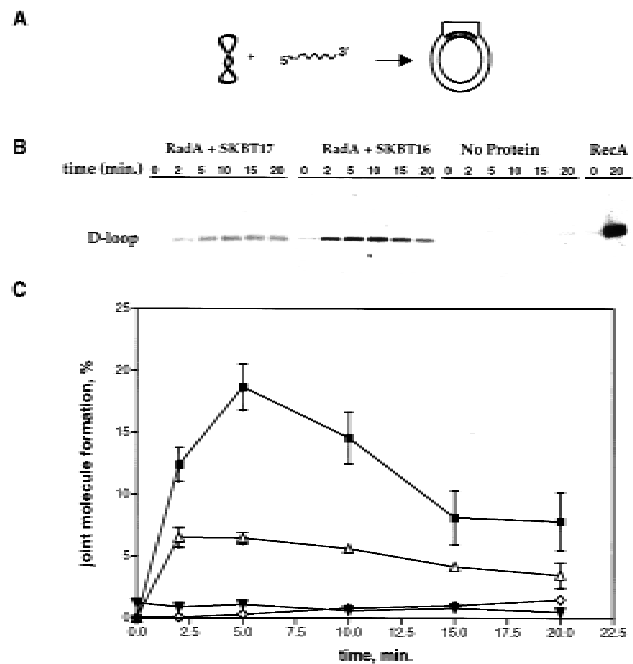 A
+ 5' 3'
B
RadA + SKBT17 RadA + SKBT16 No Protein RecA
time (min.) 0 2 5 10 15 20 0 2 5 10 15 20 0 2 5 10 15 20 0 20
D-loop
C
25
20
15
10
5
0
0.0 2.5 5.0 7.5 10.0 12.5 15.0 17.5 20.0 22.5
joint molecule formation, %
time, min.